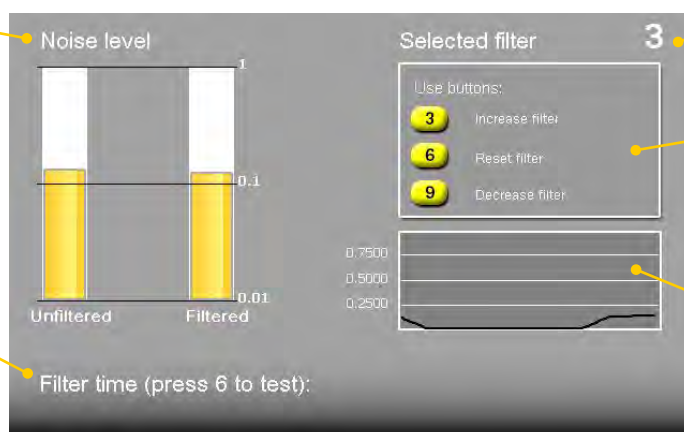 Noise level
1
0.1
0.01
Unfiltered Filtered
Filter time (press 6 to test):
Selected filter 3
Use buttons:
3 Increase filter
6 Reset filter
9 Decrease filter
0.7500
0.5000
0.2500